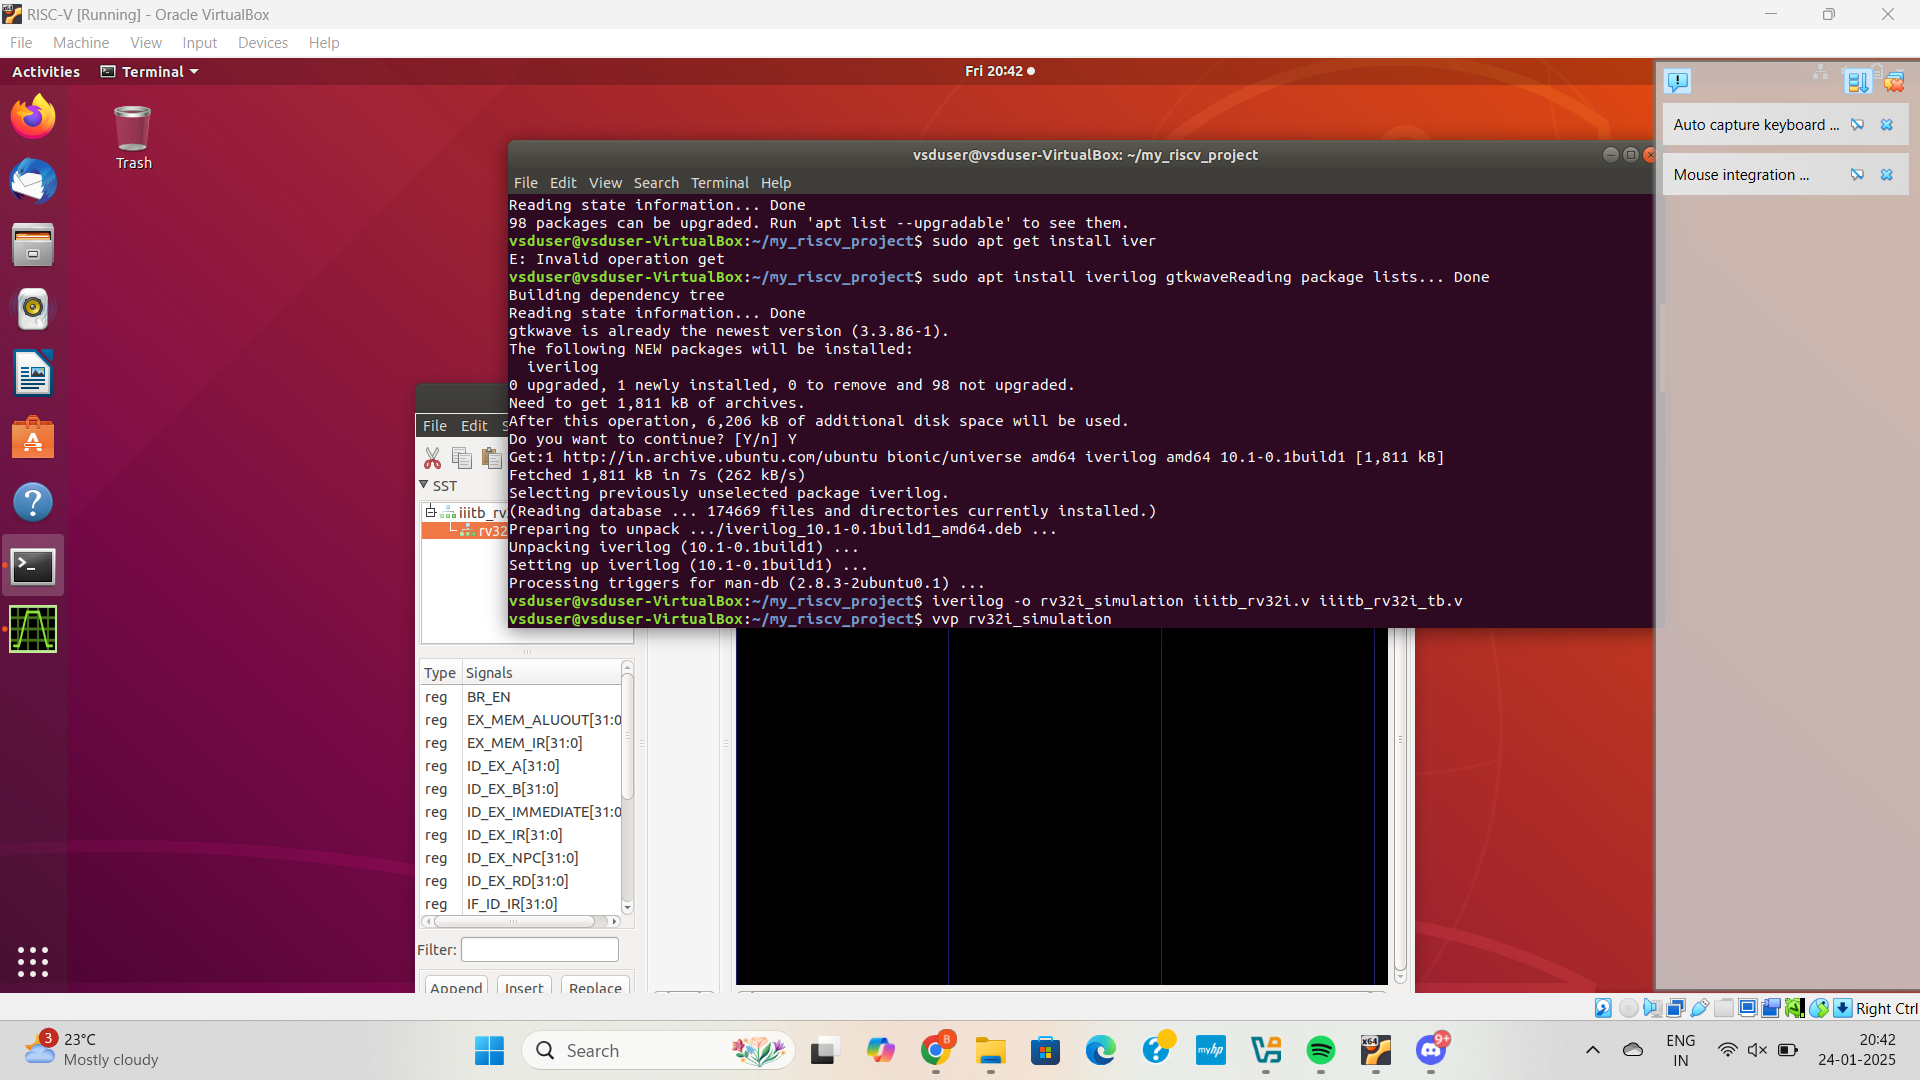 RISC-V [Running] - Oracle VirtualBox
File Machine View Input Devices Help
Activities Terminal Fri 20:42
Trash
Auto capture keyboard ...
Mouse integration ...
vsduser@vsduser-VirtualBox: ~/my_riscv_project
File Edit View Search Terminal Help
Reading state information... Done
98 packages can be upgraded. Run 'apt list --upgradable' to see them.
vsduser@vsduser-VirtualBox:~/my_riscv_project$ sudo apt get install iver
E: Invalid operation get
vsduser@vsduser-VirtualBox:~/my_riscv_project$ sudo apt install iverilog gtkwaveReading package lists... Done
Building dependency tree
Reading state information... Done
gtkwave is already the newest version (3.3.86-1).
The following NEW packages will be installed:
iverilog
0 upgraded, 1 newly installed, 0 to remove and 98 not upgraded.
Need to get 1,811 kB of archives.
After this operation, 6,206 kB of additional disk space will be used.
Do you want to continue? [Y/n] Y
Get:1 http://in.archive.ubuntu.com/ubuntu bionic/universe amd64 iverilog amd64 10.1-0.1build1 [1,811 kB]
Fetched 1,811 kB in 7s (262 kB/s)
Selecting previously unselected package iverilog.
(Reading database ... 174669 files and directories currently installed.)
Preparing to unpack .../iverilog_10.1-0.1build1_amd64.deb ...
Unpacking iverilog (10.1-0.1build1) ...
Setting up iverilog (10.1-0.1build1) ...
Processing triggers for man-db (2.8.3-2ubuntu0.1) ...
vsduser@vsduser-VirtualBox:~/my_riscv_project$ iverilog -o rv32i_simulation iiitb_rv32i.v iiitb_rv32i_tb.v
vsduser@vsduser-VirtualBox:~/my_riscv_project$ vvp rv32i_simulation
File Edit S
SST
iiitb_rv
rv32
Type Signals
reg BR_EN
reg EX_MEM_ALUOUT[31:0
reg EX_MEM_IR[31:0]
reg ID_EX_A[31:0]
reg ID_EX_B[31:0]
reg ID_EX_IMMEDIATE[31:0
reg ID_EX_IR[31:0]
reg ID_EX_NPC[31:0]
reg ID_EX_RD[31:0]
reg IF_ID_IR[31:0]
Filter:
Append Insert Replace
Right Ctrl
3
23°C
Mostly cloudy
Search
B
myhp
x64
9+
ENG
IN
20:42
24-01-2025